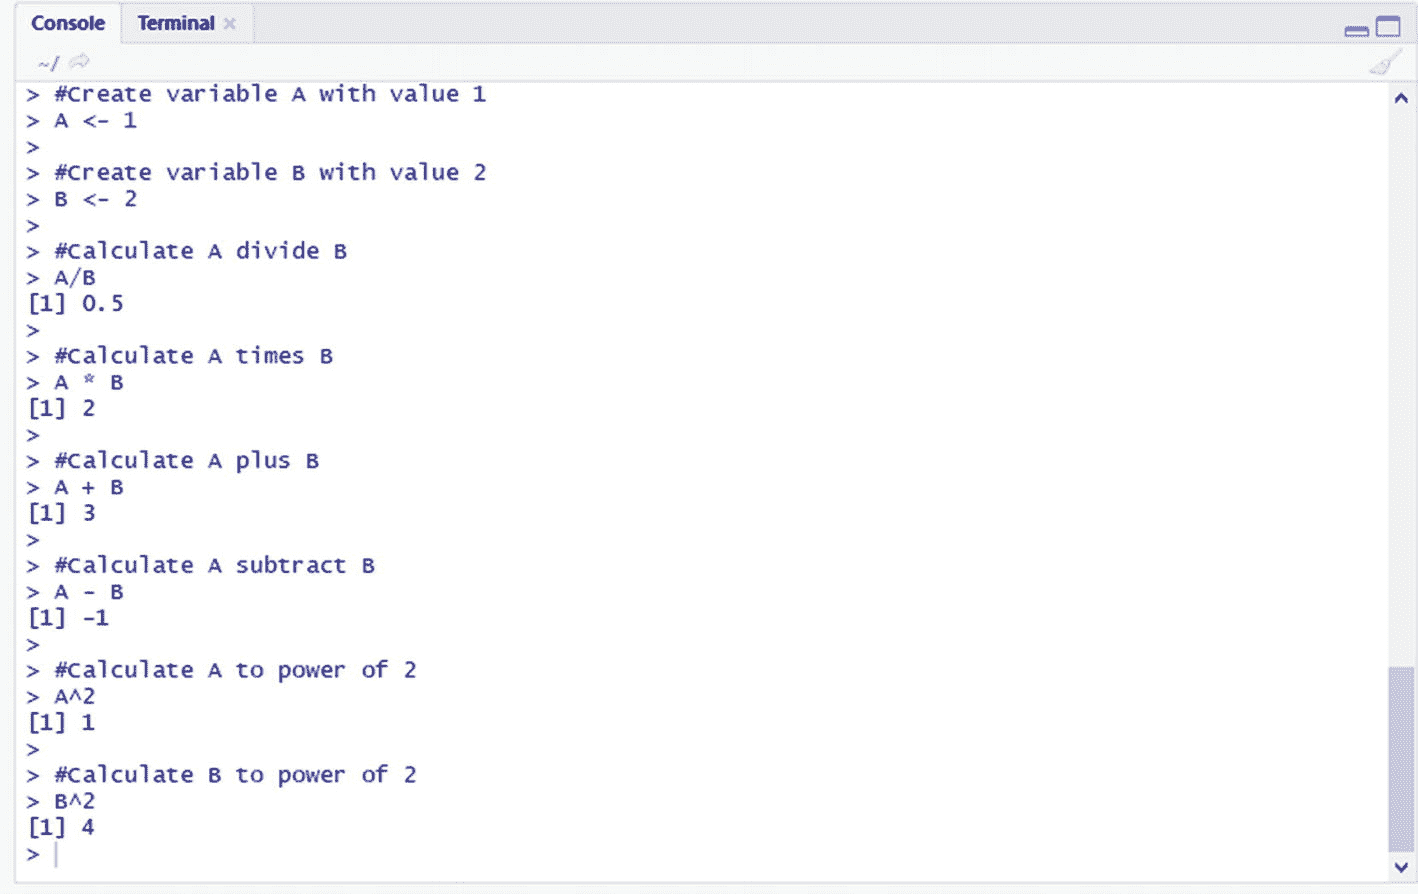 Console Terminal ×
~/
> #Create variable A with value 1
> A <- 1
>
> #Create variable B with value 2
> B <- 2
>
> #Calculate A divide B
> A/B
[1] 0.5
>
> #Calculate A times B
> A * B
[1] 2
>
> #Calculate A plus B
> A + B
[1] 3
>
> #Calculate A subtract B
> A - B
[1] -1
>
> #Calculate A to power of 2
> A^2
[1] 1
>
> #Calculate B to power of 2
> B^2
[1] 4
>